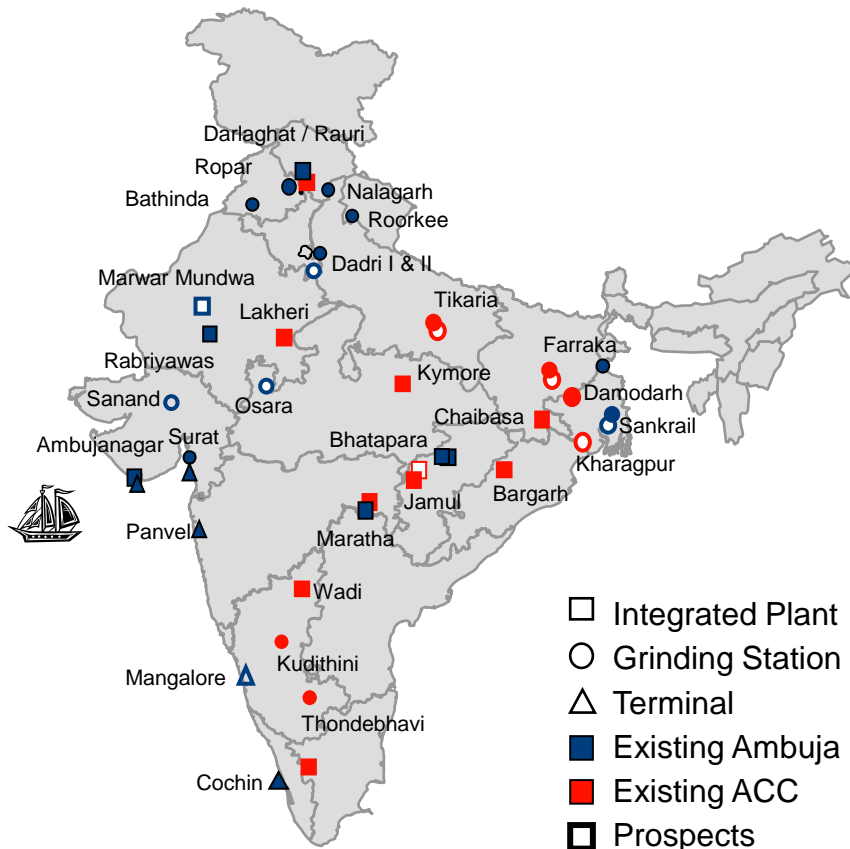 Darlaghat / Rauri
Ropar
Bathinda
Nalagarh
Roorkee
Dadri I & II
Marwar Mundwa
Lakheri
Tikaria
Rabriyawas
Farraka
Kymore
Sanand
Osara
Damodarh
Chaibasa
Sankrail
Ambujanagar
Surat
Bhatapara
Kharagpur
Jamul
Bargarh
Panvel
Maratha
Wadi
Integrated Plant
Kudithini
Grinding Station
Mangalore
Terminal
Thondebhavi
Existing Ambuja
Cochin
Existing ACC
Prospects